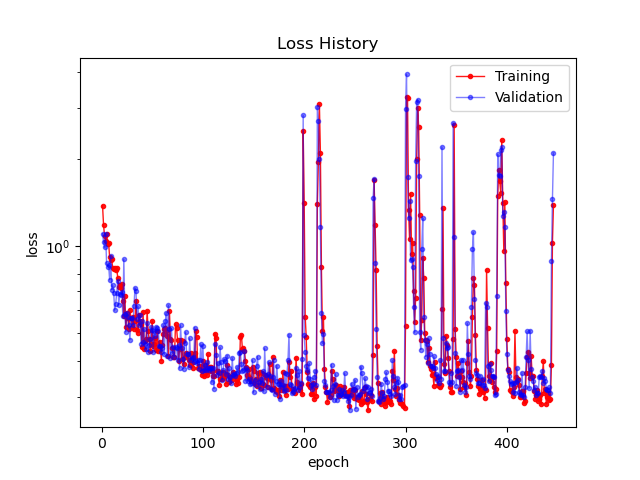 Loss History
Training
Validation
loss
10⁰
0
100
200
300
400
epoch